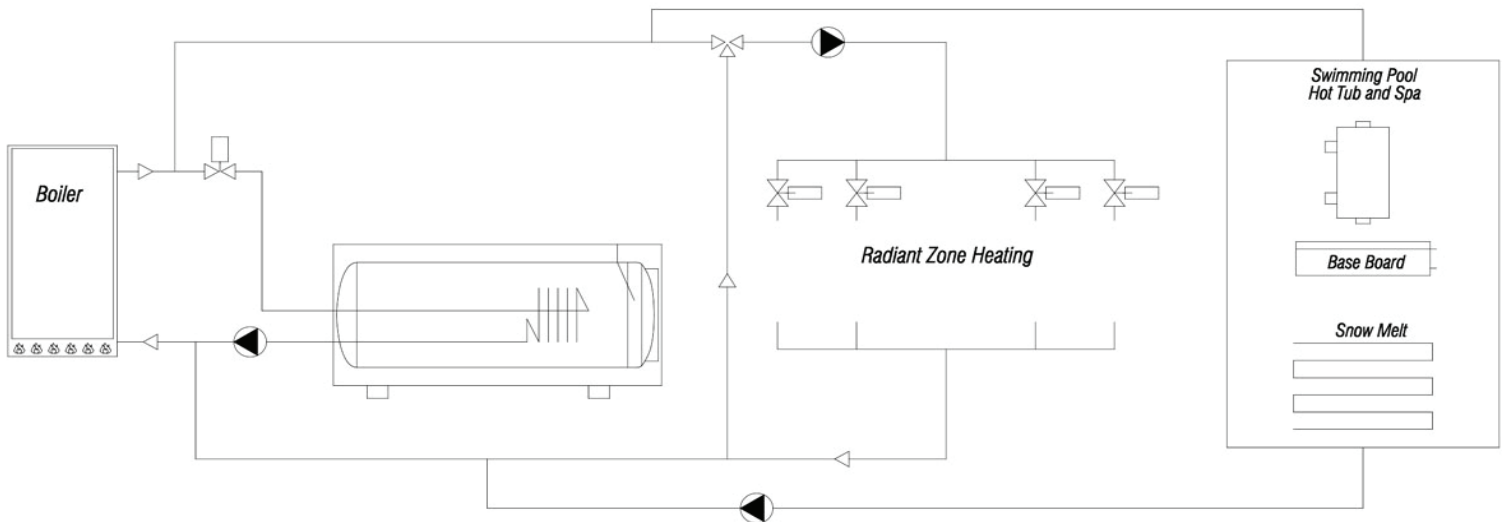 Swimming Pool
Hot Tub and Spa
Boiler
Radiant Zone Heating
Base Board
Snow Melt